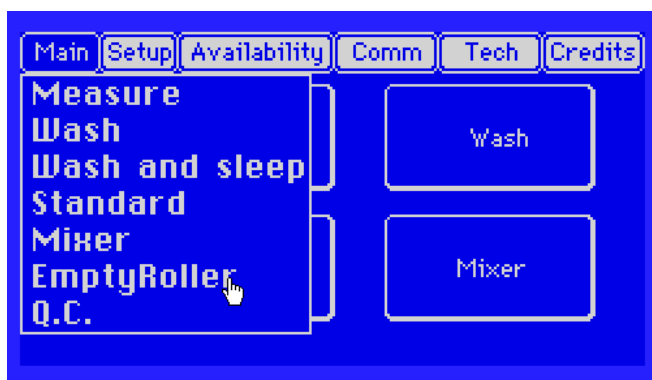 Main Setup Availability Comm Tech Credits
Measure
Wash
Wash and sleep
Standard
Mixer
EmptyRoller
Q.C.
Wash
Mixer